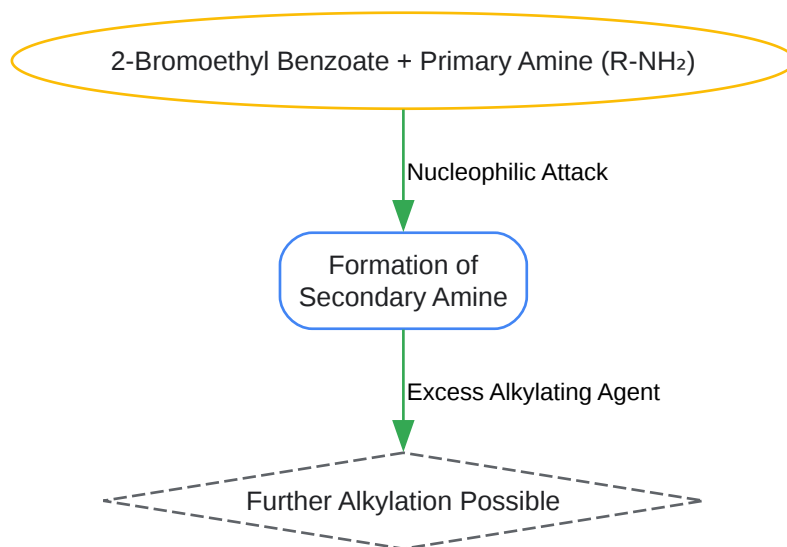 2-Bromoethyl Benzoate + Primary Amine (R-NH₂)
Nucleophilic Attack
Formation of
Secondary Amine
Excess Alkylating Agent
Further Alkylation Possible